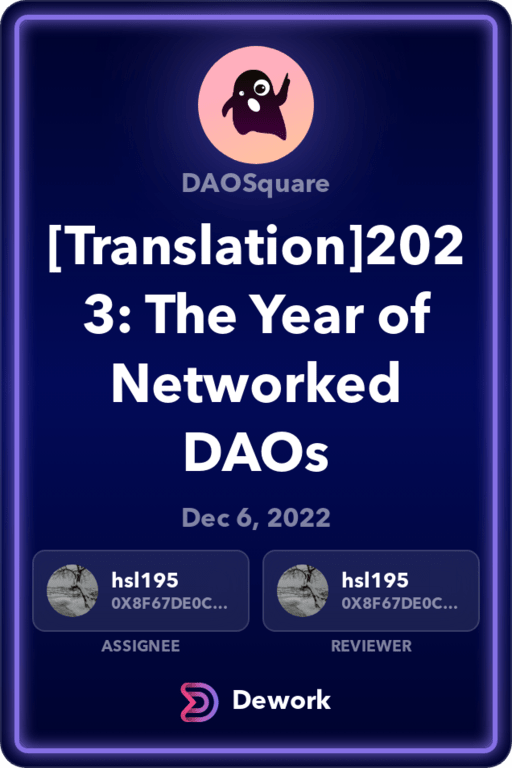 DAOSquare
[Translation]202
3: The Year of
Networked
DAOs
Dec 6, 2022
hsl195
0X8F67DE0C...
hsl195
0X8F67DE0C...
ASSIGNEE
REVIEWER
Dework